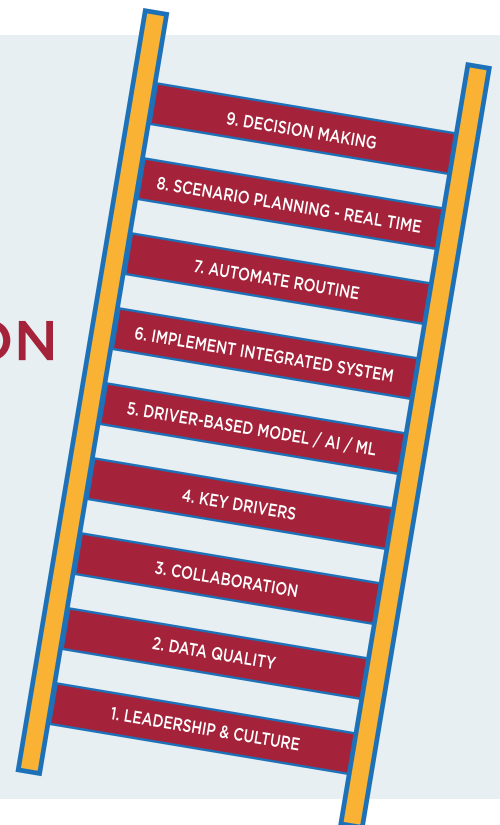 9. DECISION MAKING
8. SCENARIO PLANNING - REAL TIME
7. AUTOMATE ROUTINE
ON
6. IMPLEMENT INTEGRATED SYSTEM
5. DRIVER-BASED MODEL / AI / ML
4. KEY DRIVERS
3. COLLABORATION
2. DATA QUALITY
1. LEADERSHIP & CULTURE